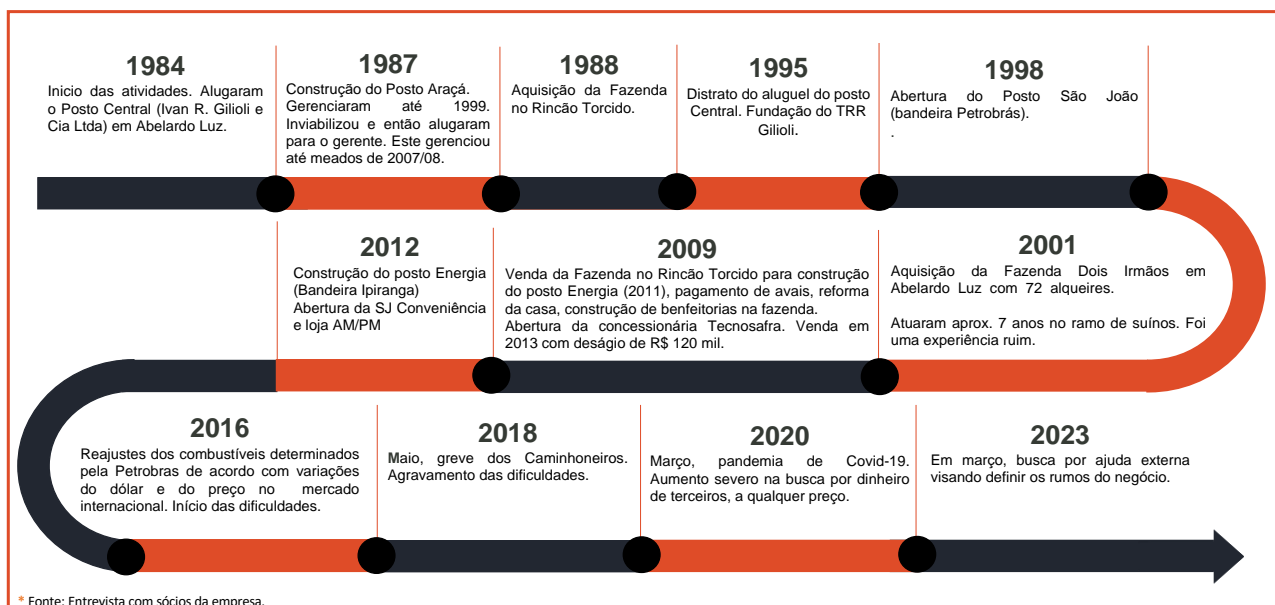 1984
Inicio das atividades. Alugaram
o Posto Central (Ivan R. Gilioli e
Cia Ltda) em Abelardo Luz.
1987
Construção do Posto Araçá.
Gerenciaram até 1999.
Inviabilizou e então alugaram
para o gerente. Este gerenciou
até meados de 2007/08.
1988
Aquisição da Fazenda
no Rincão Torcido.
1995
Distrato do aluguel do posto
Central. Fundação do TRR
Gilioli.
1998
Abertura do Posto São João
(bandeira Petrobrás).
.
2001
Aquisição da Fazenda Dois Irmãos em
Abelardo Luz com 72 alqueires.
Atuaram aprox. 7 anos no ramo de suínos. Foi
uma experiência ruim.
2009
Venda da Fazenda no Rincão Torcido para construção
do posto Energia (2011), pagamento de avais, reforma
da casa, construção de benfeitorias na fazenda.
Abertura da concessionária Tecnosafra. Venda em
2013 com deságio de R$ 120 mil.
2012
Construção do posto Energia
(Bandeira Ipiranga)
Abertura da SJ Conveniência
e loja AM/PM
2016
Reajustes dos combustíveis determinados
pela Petrobras de acordo com variações
do dólar e do preço no mercado
internacional. Início das dificuldades.
2018
Maio, greve dos Caminhoneiros.
Agravamento das dificuldades.
2020
Março, pandemia de Covid-19.
Aumento severo na busca por dinheiro
de terceiros, a qualquer preço.
2023
Em março, busca por ajuda externa
visando definir os rumos do negócio.
* Fonte: Entrevista com sócios da empresa.